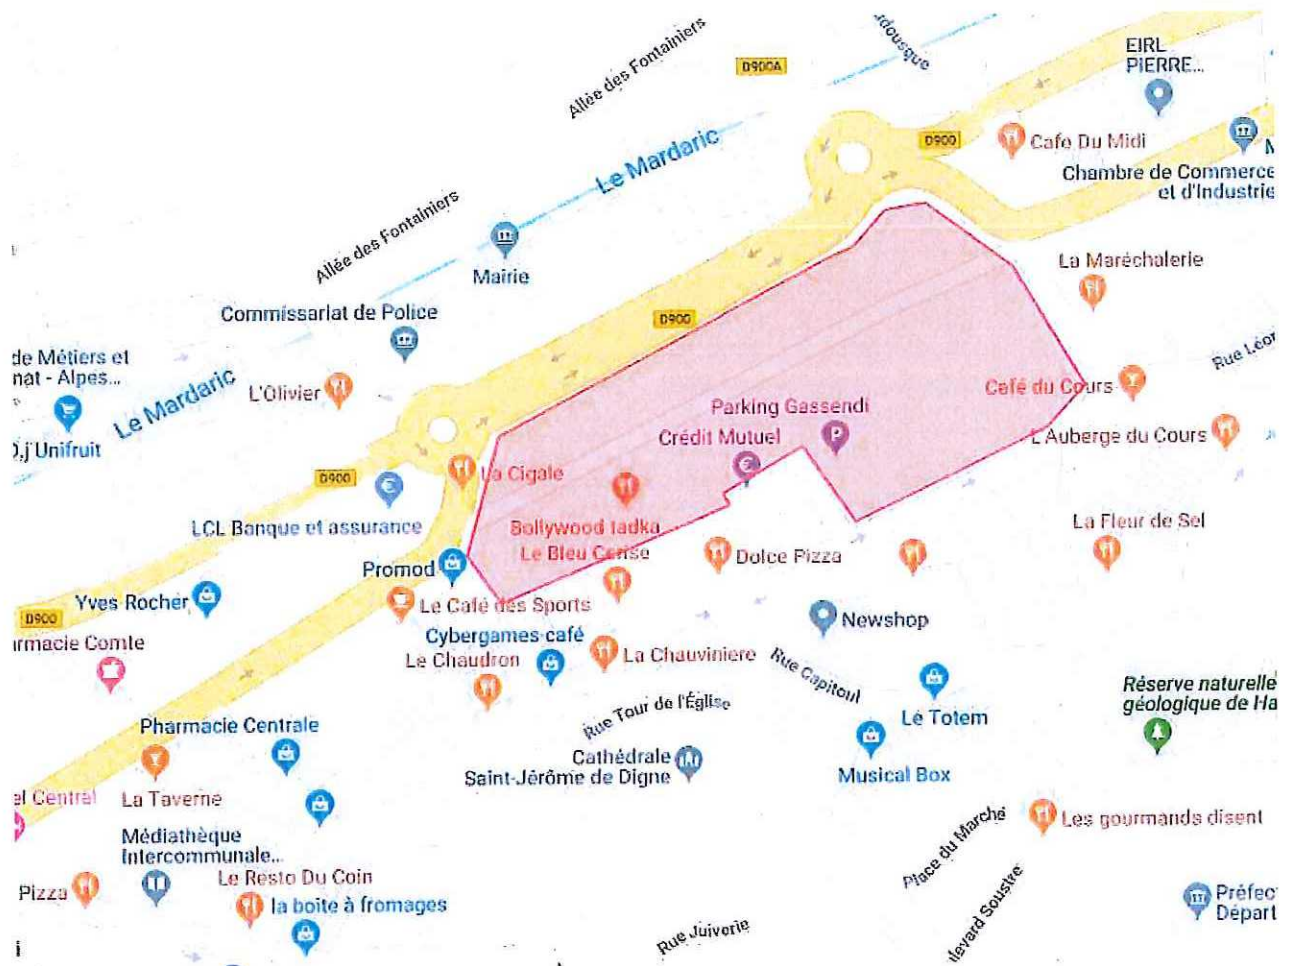 Allée des Fontainiers
D900A
EIRL
PIERRE...
D900
Cafe Du Midi
Le Mardaric
Chambre de Commerce
et d'Industrie
Allée des Fontainiers
Mairie
La Maréchalerie
Commissariat de Police
D900
de Métiers et
nat - Alpes...
L'Olivier
Le Mardaric
Café du Cours
Parking Gassendi
Crédit Mutuel
L'Auberge du Cours
j'Unifruit
D900
La Cigale
LCL Banque et assurance
Bollywood tadka
La Fleur de Sel
Le Bleu Cerise
Dolce Pizza
Promod
Yves Rocher
Le Café des Sports
D900
Newshop
Cybergames café
rmacie Comte
Le Chaudron
La Chauviniere
Rue Capitoul
Réserve naturelle
géologique de Ha
Rue Tour de l'Église
Le Totem
Pharmacie Centrale
Cathédrale
Saint-Jérôme de Digne
Musical Box
el Central
La Taverne
Les gourmands disent
Médiathèque
Intercommunale...
Place du Marché
Le Resto Du Coin
Pizza
la boite à fromages
Préfec
Départ
levard Soustre
Rue Juiverie